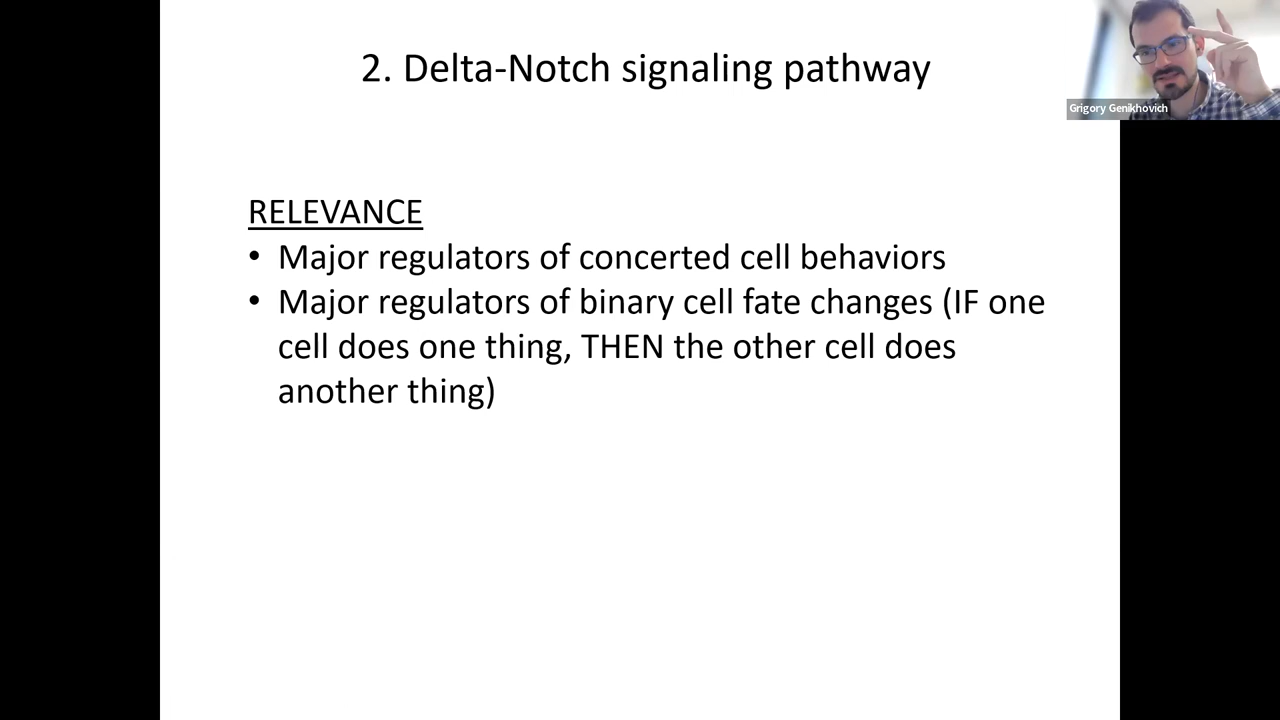 2. Delta-Notch signaling pathway
Grigory Genikhovich
RELEVANCE
• Major regulators of concerted cell behaviors
• Major regulators of binary cell fate changes (IF one
cell does one thing, THEN the other cell does
another thing)